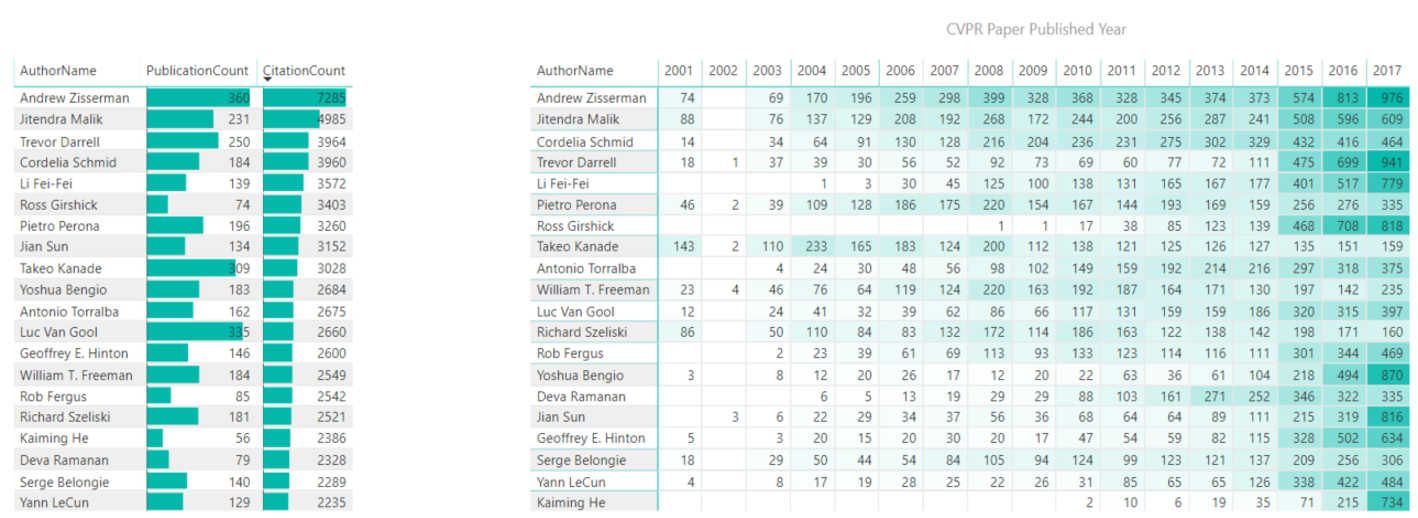 CVPR Paper Published Year
AuthorName PublicationCount CitationCount
Andrew Zisserman 360 7285
Jitendra Malik 231 4985
Trevor Darrell 250 3964
Cordelia Schmid 184 3960
Li Fei-Fei 139 3572
Ross Girshick 74 3403
Pietro Perona 196 3260
Jian Sun 134 3152
Takeo Kanade 309 3028
Yoshua Bengio 183 2684
Antonio Torralba 162 2675
Luc Van Gool 335 2660
Geoffrey E. Hinton 146 2600
William T. Freeman 184 2549
Rob Fergus 85 2542
Richard Szeliski 181 2521
Kaiming He 56 2386
Deva Ramanan 79 2328
Serge Belongie 140 2289
Yann LeCun 129 2235
AuthorName 2001 2002 2003 2004 2005 2006 2007 2008 2009 2010 2011 2012 2013 2014 2015 2016 2017
Andrew Zisserman 74 69 170 196 259 298 399 328 368 328 345 374 373 574 813 976
Jitendra Malik 88 76 137 129 208 192 268 172 244 200 256 287 241 508 596 609
Cordelia Schmid 14 34 64 91 130 128 216 204 236 231 275 302 329 432 416 464
Trevor Darrell 18 1 37 39 30 56 52 92 73 69 60 77 72 111 475 699 941
Li Fei-Fei 1 3 30 45 125 100 138 131 165 167 177 401 517 779
Pietro Perona 46 2 39 109 128 186 175 220 154 167 144 193 169 159 256 276 335
Ross Girshick 1 1 17 38 85 123 139 468 708 818
Takeo Kanade 143 2 110 233 165 183 124 200 112 138 121 125 126 127 135 151 159
Antonio Torralba 4 24 30 48 56 98 102 149 159 192 214 216 297 318 375
William T. Freeman 23 4 46 76 64 119 124 220 163 192 187 164 171 130 197 142 235
Luc Van Gool 12 24 41 32 39 62 86 66 117 131 159 159 186 320 315 397
Richard Szeliski 86 50 110 84 83 132 172 114 186 163 122 138 142 198 171 160
Rob Fergus 2 23 39 61 69 113 93 133 123 114 116 111 301 344 469
Yoshua Bengio 3 8 12 20 26 17 12 20 22 63 36 61 104 218 494 870
Deva Ramanan 6 5 13 19 29 29 88 103 161 271 252 346 322 335
Jian Sun 3 6 22 29 34 37 56 36 68 64 64 89 111 215 319 816
Geoffrey E. Hinton 5 3 20 15 20 30 20 17 47 54 59 82 115 328 502 634
Serge Belongie 18 29 50 44 54 84 105 94 124 99 123 121 137 209 256 306
Yann LeCun 4 8 17 19 28 25 22 26 31 85 65 65 126 338 422 484
Kaiming He 2 10 6 19 35 71 215 734